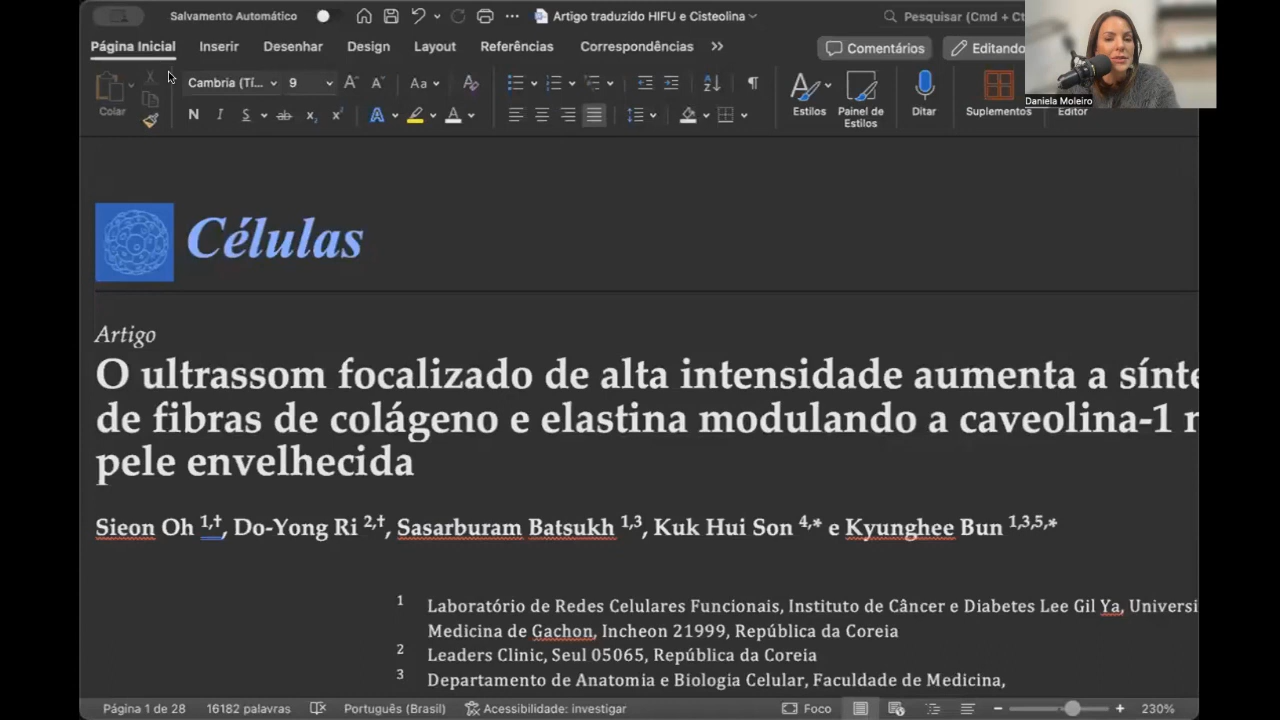 Salvamento Automático
Artigo traduzido HIFU e Cisteolina
Pesquisar (Cmd + Ct
Página Inicial Inserir Desenhar Design Layout Referências Correspondências
Comentários
Editando
Daniela Moleiro
Colar
Cambria (Tí... 9
Aa
N I S ab x₂ x²
A A
Estilos
Painel de
Estilos
Ditar
Suplementos
Editor
Células
Artigo
O ultrassom focalizado de alta intensidade aumenta a sínte
de fibras de colágeno e elastina modulando a caveolina-1 r
pele envelhecida
Sieon Oh 1,†, Do-Yong Ri 2,†, Sasarburam Batsukh 1,3, Kuk Hui Son 4,* e Kyunghee Bun 1,3,5,*
1 Laboratório de Redes Celulares Funcionais, Instituto de Câncer e Diabetes Lee Gil Ya, Universi
Medicina de Gachon, Incheon 21999, República da Coreia
2 Leaders Clinic, Seul 05065, República da Coreia
3 Departamento de Anatomia e Biologia Celular, Faculdade de Medicina,
Página 1 de 28 16182 palavras Português (Brasil) Acessibilidade: investigar Foco 230%